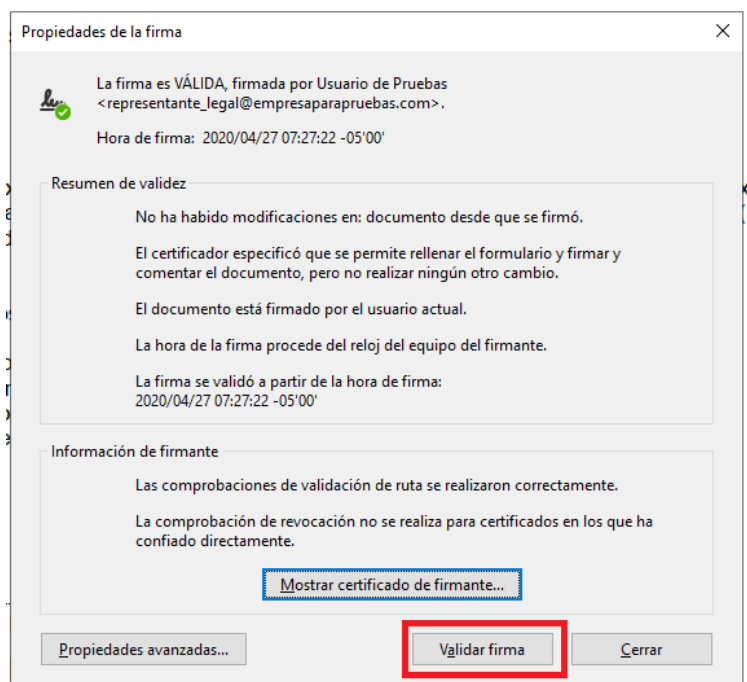 Propiedades de la firma
La firma es VÁLIDA, firmada por Usuario de Pruebas
<representante_legal@empresaparapruebas.com>.
Hora de firma: 2020/04/27 07:27:22 -05'00'
Resumen de validez
No ha habido modificaciones en: documento desde que se firmó.
El certificador especificó que se permite rellenar el formulario y firmar y
comentar el documento, pero no realizar ningún otro cambio.
El documento está firmado por el usuario actual.
La hora de la firma procede del reloj del equipo del firmante.
La firma se validó a partir de la hora de firma:
2020/04/27 07:27:22 -05'00'
Información de firmante
Las comprobaciones de validación de ruta se realizaron correctamente.
La comprobación de revocación no se realiza para certificados en los que ha
confiado directamente.
Mostrar certificado de firmante...
Propiedades avanzadas...
Validar firma
Cerrar